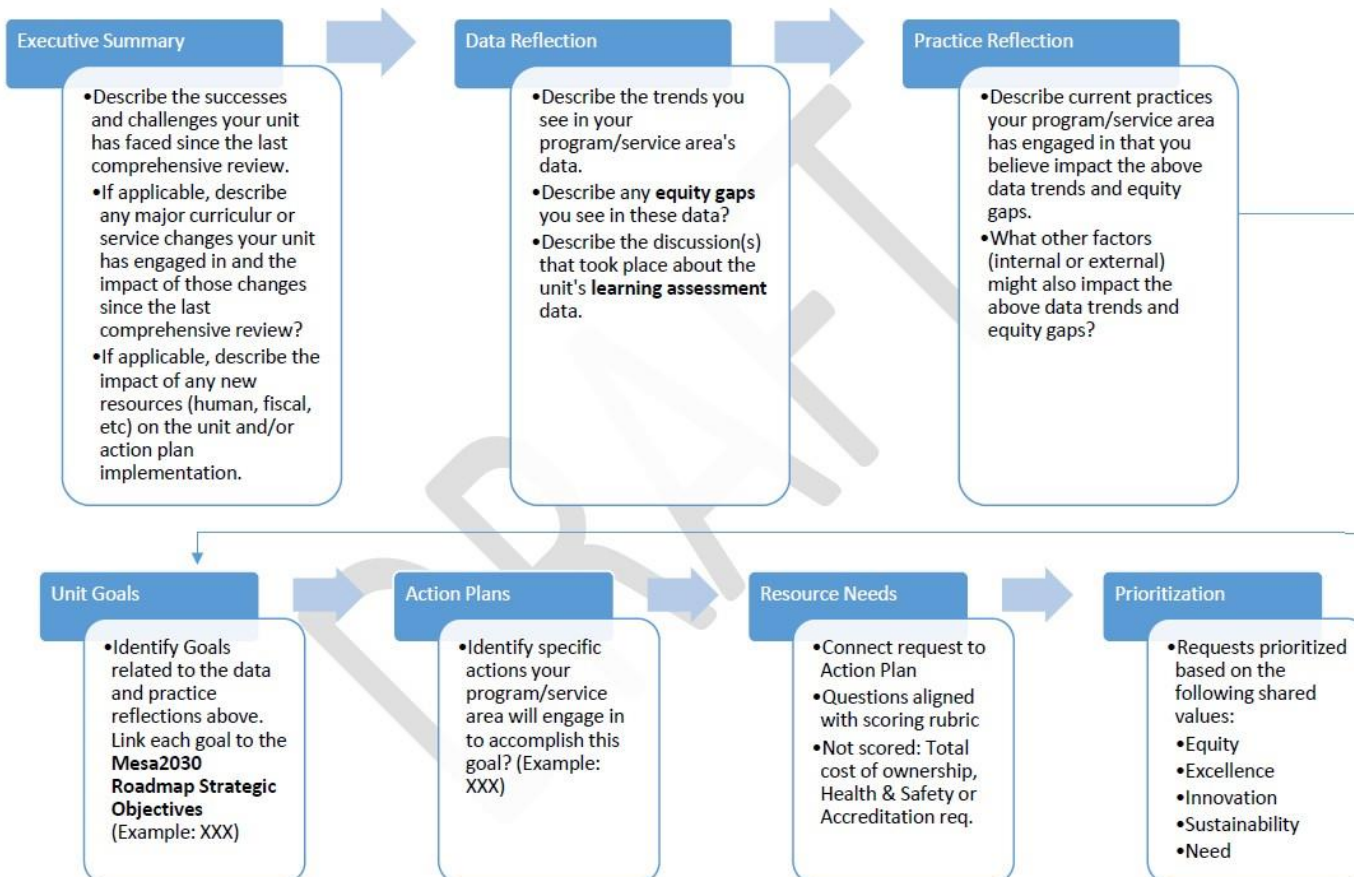 Executive Summary
•Describe the successes
and challenges your unit
has faced since the last
comprehensive review.
•If applicable, describe
any major curriculur or
service changes your unit
has engaged in and the
impact of those changes
since the last
comprehensive review?
•If applicable, describe the
impact of any new
resources (human, fiscal,
etc) on the unit and/or
action plan
implementation.
Data Reflection
•Describe the trends you
see in your
program/service area's
data.
•Describe any equity gaps
you see in these data?
•Describe the discussion(s)
that took place about the
unit's learning assessment
data.
Practice Reflection
•Describe current practices
your program/service area
has engaged in that you
believe impact the above
data trends and equity
gaps.
•What other factors
(internal or external)
might also impact the
above data trends and
equity gaps?
Unit Goals
•Identify Goals
related to the data
and practice
reflections above.
Link each goal to the
Mesa2030
Roadmap Strategic
Objectives
(Example: XXX)
Action Plans
•Identify specific
actions your
program/service
area will engage in
to accomplish this
goal? (Example:
XXX)
Resource Needs
•Connect request to
Action Plan
•Questions aligned
with scoring rubric
•Not scored: Total
cost of ownership,
Health & Safety or
Accreditation req.
Prioritization
•Requests prioritized
based on the
following shared
values:
•Equity
•Excellence
•Innovation
•Sustainability
•Need
DRAFT